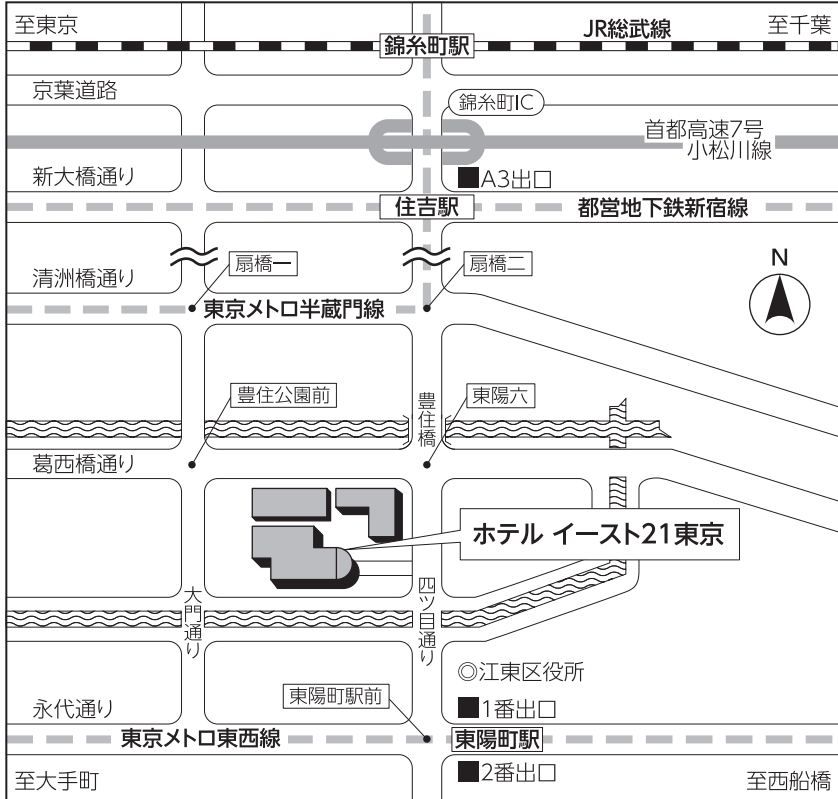 至東京
JR総武線
至千葉
錦糸町駅
京葉道路
錦糸町IC
首都高速7号
小松川線
新大橋通り
A3出口
住吉駅
都営地下鉄新宿線
扇橋一
扇橋二
清洲橋通り
N
東京メトロ半蔵門線
豊住公園前
豊住橋
東陽六
葛西橋通り
ホテル イースト21東京
大門通り
四ツ目通り
◎江東区役所
東陽町駅前
永代通り
1番出口
東京メトロ東西線
東陽町駅
至大手町
2番出口
至西船橋